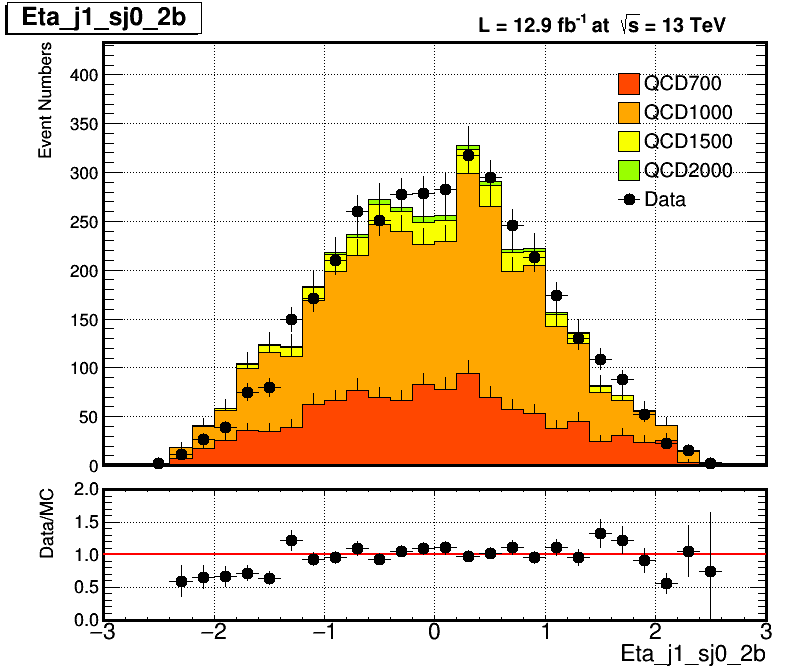 Eta_j1_sj0_2b
L = 12.9 fb-1 at √s = 13 TeV
Event Numbers
400
350
300
250
200
150
100
50
0
QCD700
QCD1000
QCD1500
QCD2000
Data
Data/MC
2.0
1.5
1.0
0.5
0.0
−3 −2 −1 0 1 2 3
Eta_j1_sj0_2b